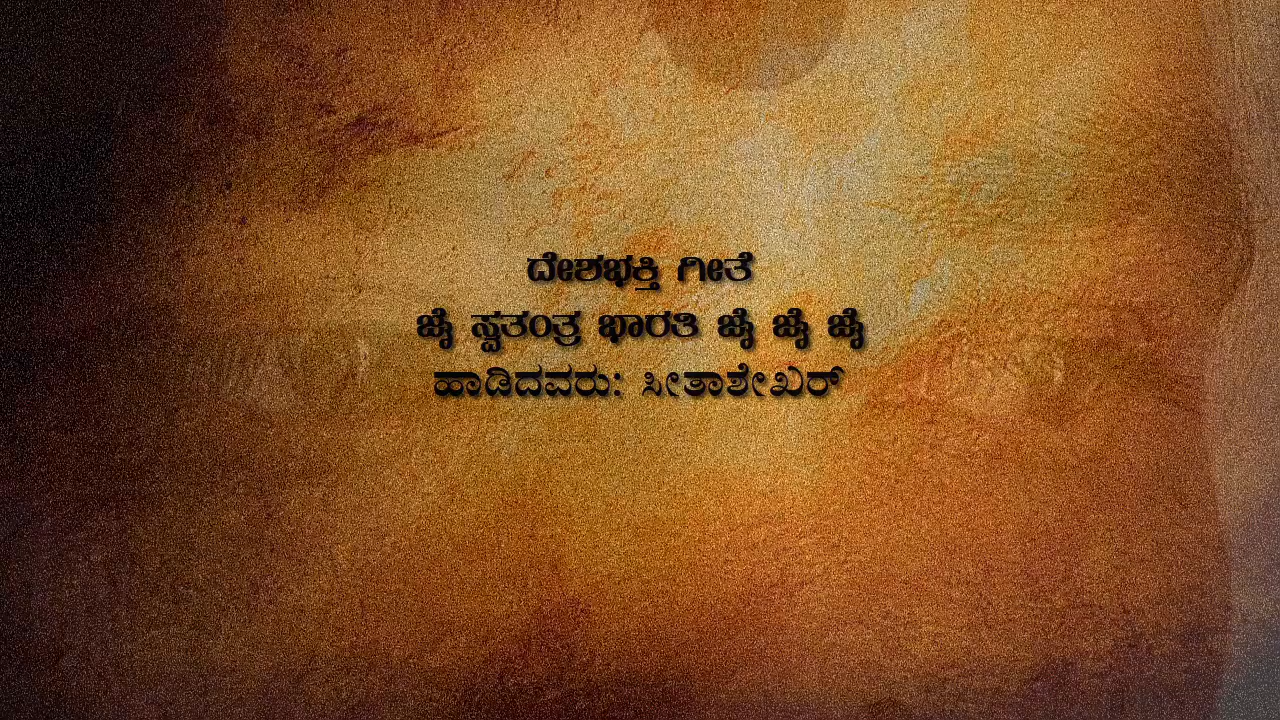 ದೇಶಭಕ್ತಿ ಗೀತೆ
ಜೈ ಸ್ವತಂತ್ರ ಭಾರತಿ ಜೈ ಜೈ ಜೈ
ಹಾಡಿದವರು: ಸೀತಾಶೇಖರ್